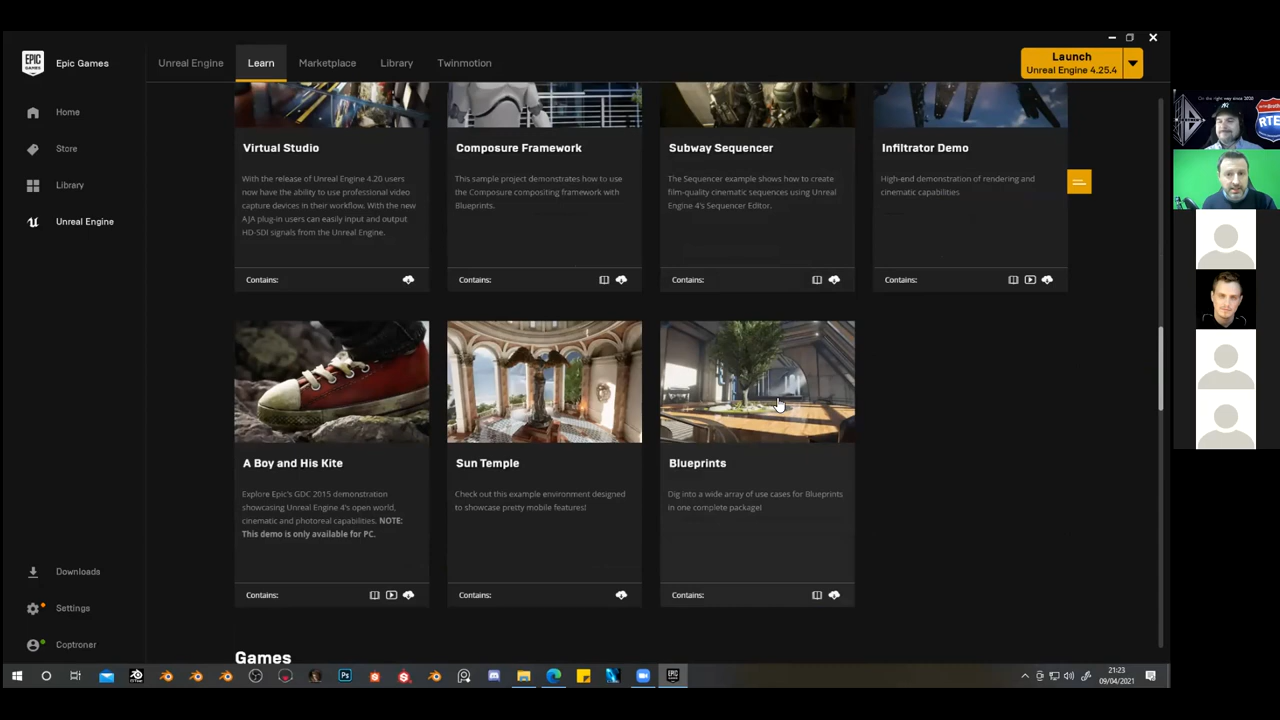 EPIC GAMES
Epic Games
Unreal Engine
Learn
Marketplace
Library
Twinmotion
Launch
Unreal Engine 4.25.4
Home
Store
Library
Unreal Engine
Downloads
Settings
Coptroner
Virtual Studio
With the release of Unreal Engine 4.20 users
now have the ability to use professional video
capture devices in their workflow. With the new
AJA plug-in users can easily input and output
HD-SDI signals from the Unreal Engine.
Contains:
Composure Framework
This sample project demonstrates how to use
the Composure compositing framework with
Blueprints.
Contains:
Subway Sequencer
The Sequencer example shows how to create
film-quality cinematic sequences using Unreal
Engine 4's Sequencer Editor.
Contains:
Infiltrator Demo
High-end demonstration of rendering and
cinematic capabilities
Contains:
A Boy and His Kite
Explore Epic's GDC 2015 demonstration
showcasing Unreal Engine 4's open world,
cinematic and photoreal capabilities. NOTE:
This demo is only available for PC.
Contains:
Sun Temple
Check out this example environment designed
to showcase pretty mobile features!
Contains:
Blueprints
Dig into a wide array of use cases for Blueprints
in one complete package!
Contains:
Games
On the right way since 2020
RTE
Ps
21:23
09/04/2021